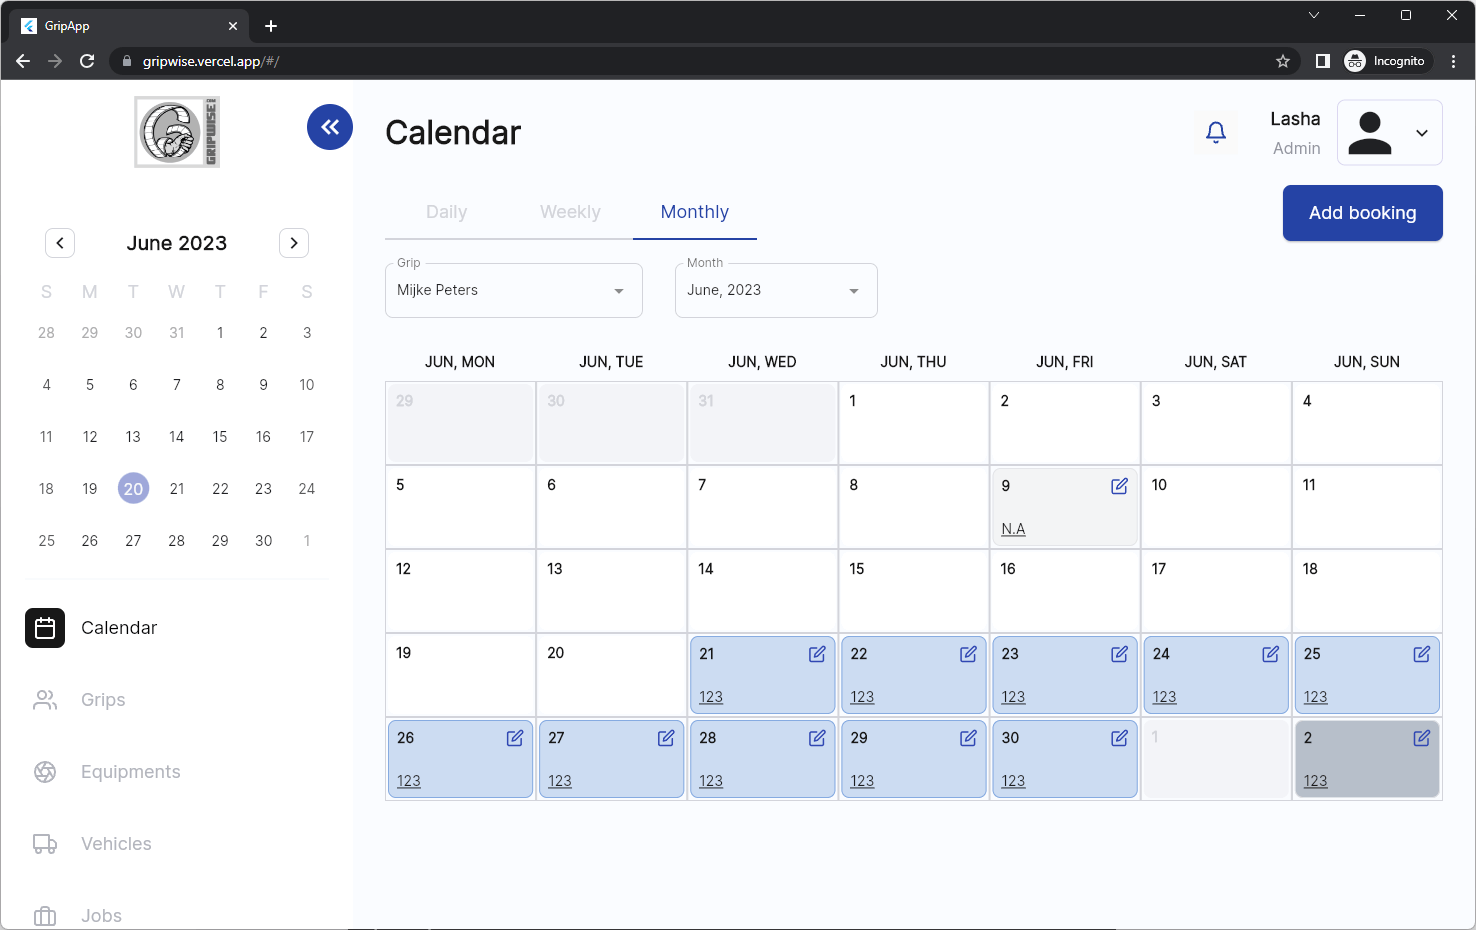 GripApp
gripwise.vercel.app/#/
Incognito
GRIPWISE
Calendar
Lasha
Admin
Daily Weekly Monthly
Add booking
June 2023
S M T W T F S
28 29 30 31 1 2 3
4 5 6 7 8 9 10
11 12 13 14 15 16 17
18 19 20 21 22 23 24
25 26 27 28 29 30 1
Calendar
Grips
Equipments
Vehicles
Jobs
Grip
Mijke Peters
Month
June, 2023
JUN, MON JUN, TUE JUN, WED JUN, THU JUN, FRI JUN, SAT JUN, SUN
29 30 31 1 2 3 4
5 6 7 8 9 10 11
N.A
12 13 14 15 16 17 18
19 20 21 22 23 24 25
123 123 123 123 123
26 27 28 29 30 1 2
123 123 123 123 123 123